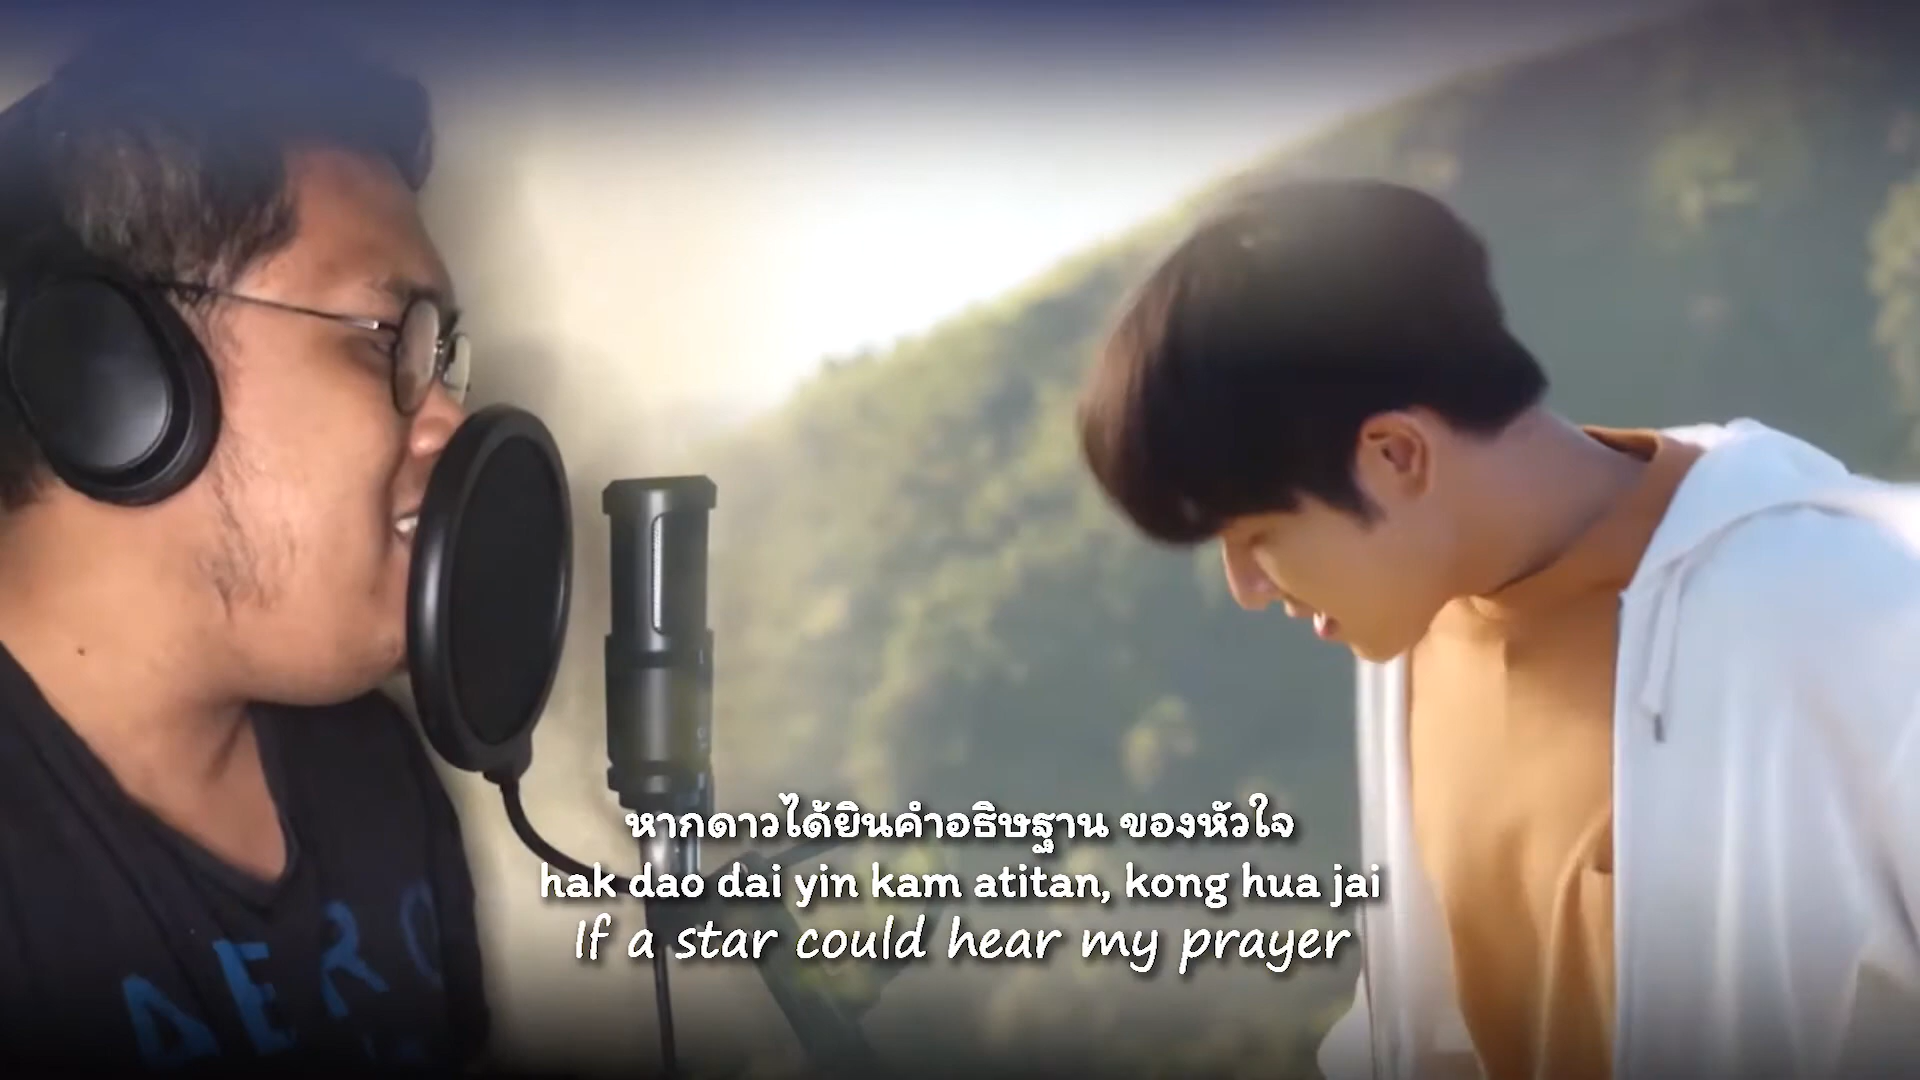 หากดาวได้ยินคำอธิษฐาน ของหัวใจ
hak dao dai yin kam atitan, kong hua jai
If a star could hear my prayer
AERO